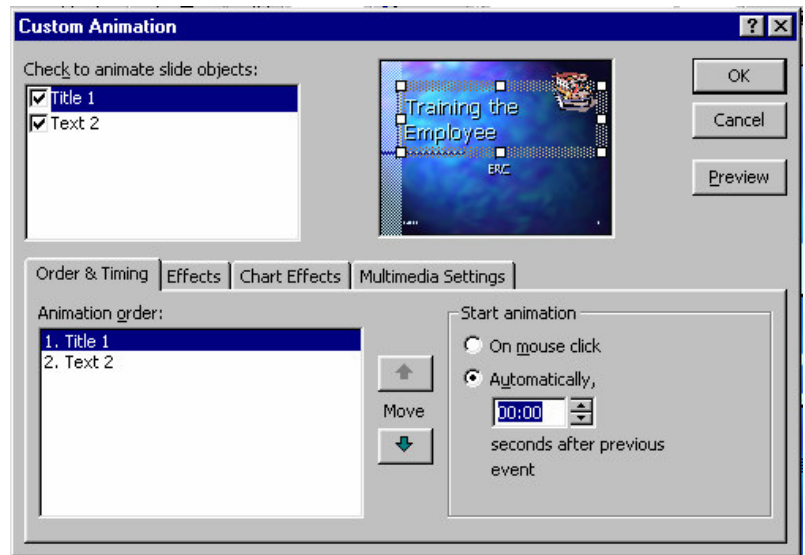 Custom Animation
Check to animate slide objects:
Title 1
Text 2
Training the
Employee
ERC
OK
Cancel
Preview
Order & Timing Effects Chart Effects Multimedia Settings
Animation order:
1. Title 1
2. Text 2
Move
Start animation
On mouse click
Automatically,
00:00
seconds after previous
event